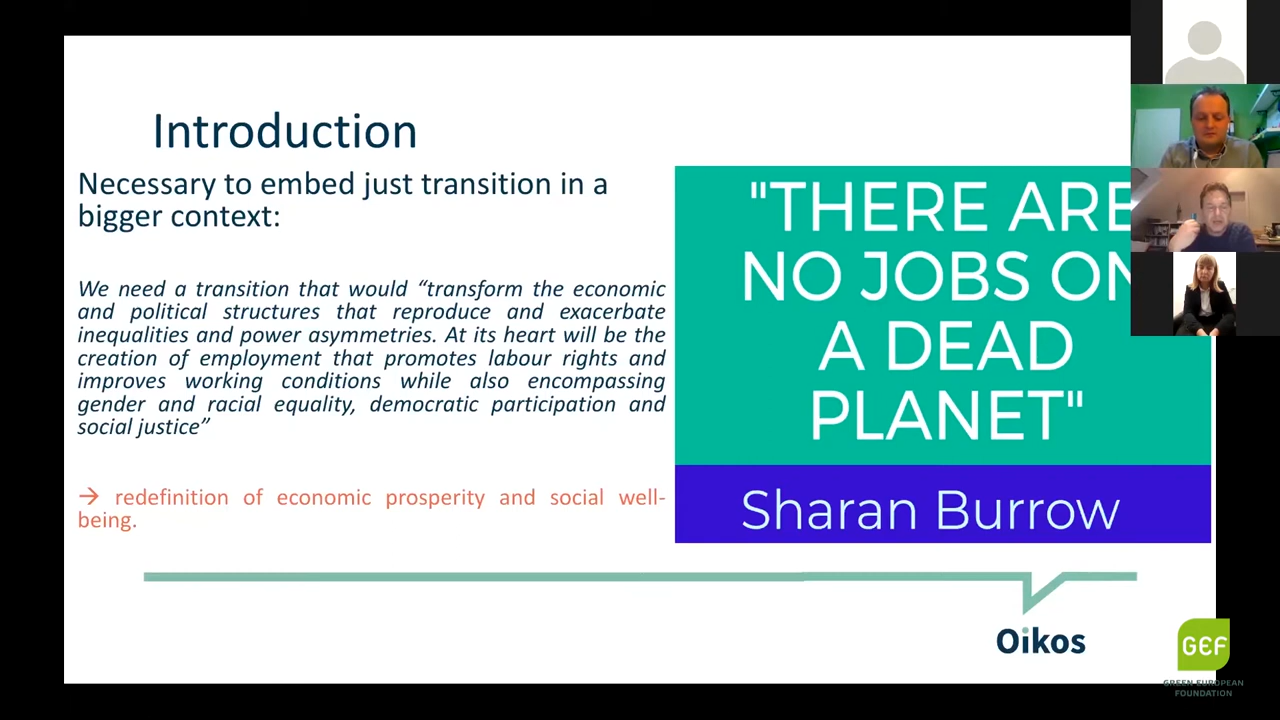 Introduction
Necessary to embed just transition in a
bigger context:
We need a transition that would “transform the economic
and political structures that reproduce and exacerbate
inequalities and power asymmetries. At its heart will be the
creation of employment that promotes labour rights and
improves working conditions while also encompassing
gender and racial equality, democratic participation and
social justice”
→ redefinition of economic prosperity and social well-
being.
"THERE ARE
NO JOBS ON
A DEAD
PLANET"
Sharan Burrow
Oikos
GEF
GREEN EUROPEAN
FOUNDATION